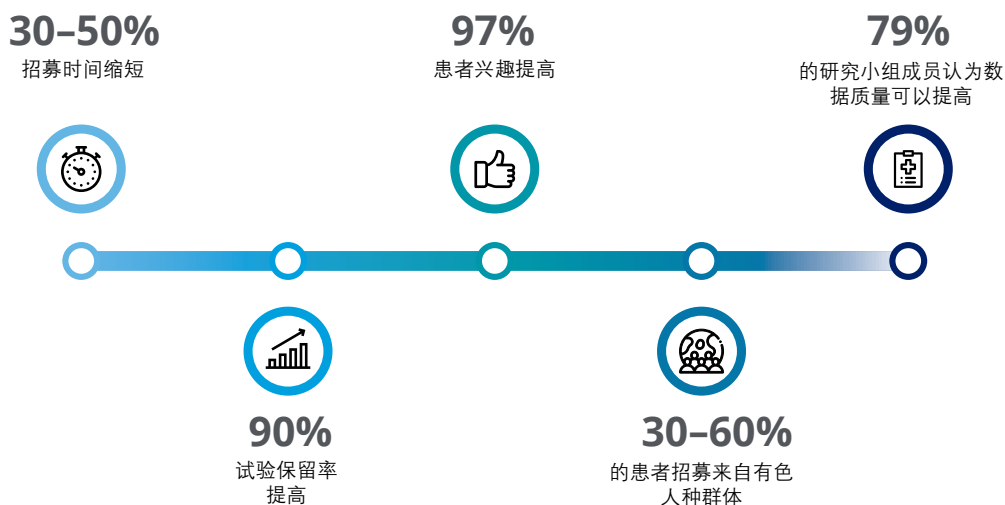 30–50%
招募时间缩短
97%
患者兴趣提高
79%
的研究小组成员认为数
据质量可以提高
90%
试验保留率
提高
30–60%
的患者招募来自有色
人种群体